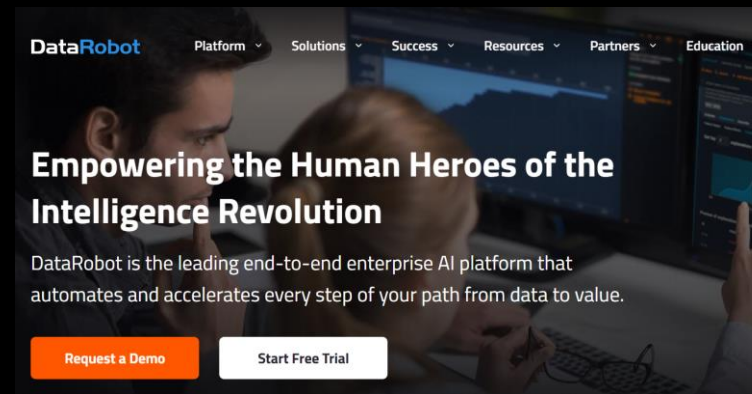 DataRobot Platform Solutions Success Resources Partners Education
Empowering the Human Heroes of the
Intelligence Revolution
DataRobot is the leading end-to-end enterprise AI platform that
automates and accelerates every step of your path from data to value.
Request a Demo Start Free Trial